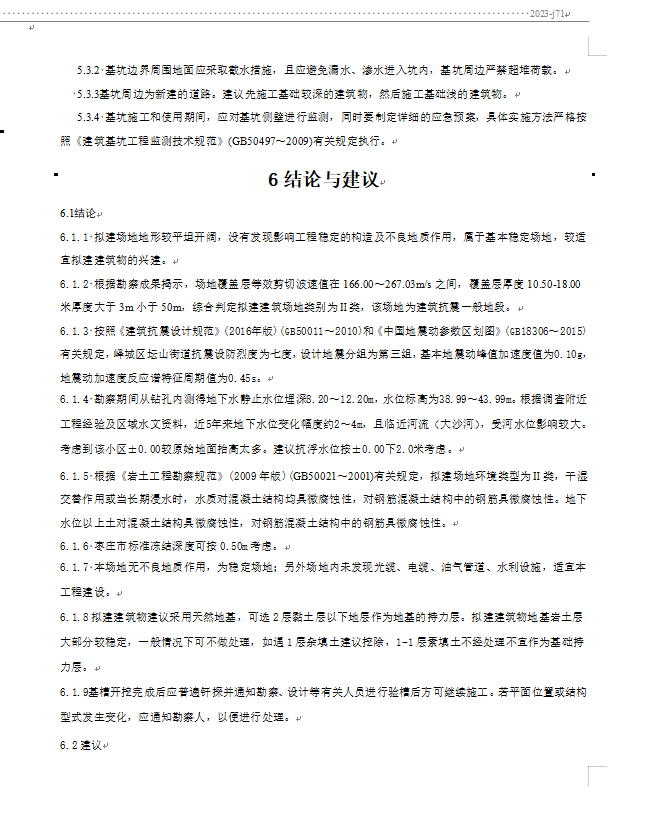 2023-j71
5.3.2 基坑边界周围地面应采取截水措施，且应避免漏水、渗水进入坑内，基坑周边严禁超堆荷载。
5.3.3基坑周边为新建的道路。建议先施工基础较深的建筑物，然后施工基础浅的建筑物。
5.3.4 基坑施工和使用期间，应对基坑侧壁进行监测，同时要制定详细的应急预案，具体实施方法严格按
照《建筑基坑工程监测技术规范》(GB50497～2009)有关规定执行。
6 结论与建议
6.1结论
6.1.1 拟建场地地形较平坦开阔，没有发现影响工程稳定的构造及不良地质作用，属于基本稳定场地，较适
宜拟建建筑物的兴建。
6.1.2 根据勘察成果揭示，场地覆盖层等效剪切波速值在 166.00～267.03m/s 之间，覆盖层厚度 10.50-18.00
米厚度大于 3m 小于 50m，综合判定拟建建筑场地类别为Ⅱ类，该场地为建筑抗震一般地段。
6.1.3 按照《建筑抗震设计规范》(2016年版)(GB50011～2010)和《中国地震动参数区划图》(GB18306～2015)
有关规定，峄城区坛山街道抗震设防烈度为七度，设计地震分组为第三组，基本地震动峰值加速度值为0.10g，
地震动加速度反应谱特征周期值为0.45s。
6.1.4 勘察期间从钻孔内测得地下水静止水位埋深8.20～12.20m，水位标高为38.99～43.99m。根据调查附近
工程经验及区域水文资料，近5年来地下水位变化幅度约2～4m，且临近河流（大沙河），受河水位影响较大。
考虑到该小区±0.00较原始地面抬高太多。建议抗浮水位按±0.00下2.0米考虑。
6.1.5 根据《岩土工程勘察规范》(2009 年版)(GB50021～2001)有关规定，拟建场地环境类型为Ⅱ类，干湿
交替作用或当长期浸水时，水质对混凝土结构均具微腐蚀性，对钢筋混凝土结构中的钢筋具微腐蚀性。地下
水位以上土对混凝土结构具微腐蚀性，对钢筋混凝土结构中的钢筋具微腐蚀性。
6.1.6 枣庄市标准冻结深度可按 0.50m 考虑。
6.1.7 本场地无不良地质作用，为稳定场地；另外场地内未发现光缆、电缆、油气管道、水利设施，适宜本
工程建设。
6.1.8 拟建建筑物建议采用天然地基，可选 2 层黏土层以下地层作为地基的持力层。拟建建筑物地基岩土层
大部分较稳定，一般情况下可不做处理，如遇 1 层杂填土建议挖除，1-1 层素填土不经处理不宜作为基础持
力层。
6.1.9基槽开挖完成后应普遍钎探并通知勘察、设计等有关人员进行验槽后方可继续施工。若平面位置或结构
型式发生变化，应通知勘察人，以便进行处理。
6.2 建议